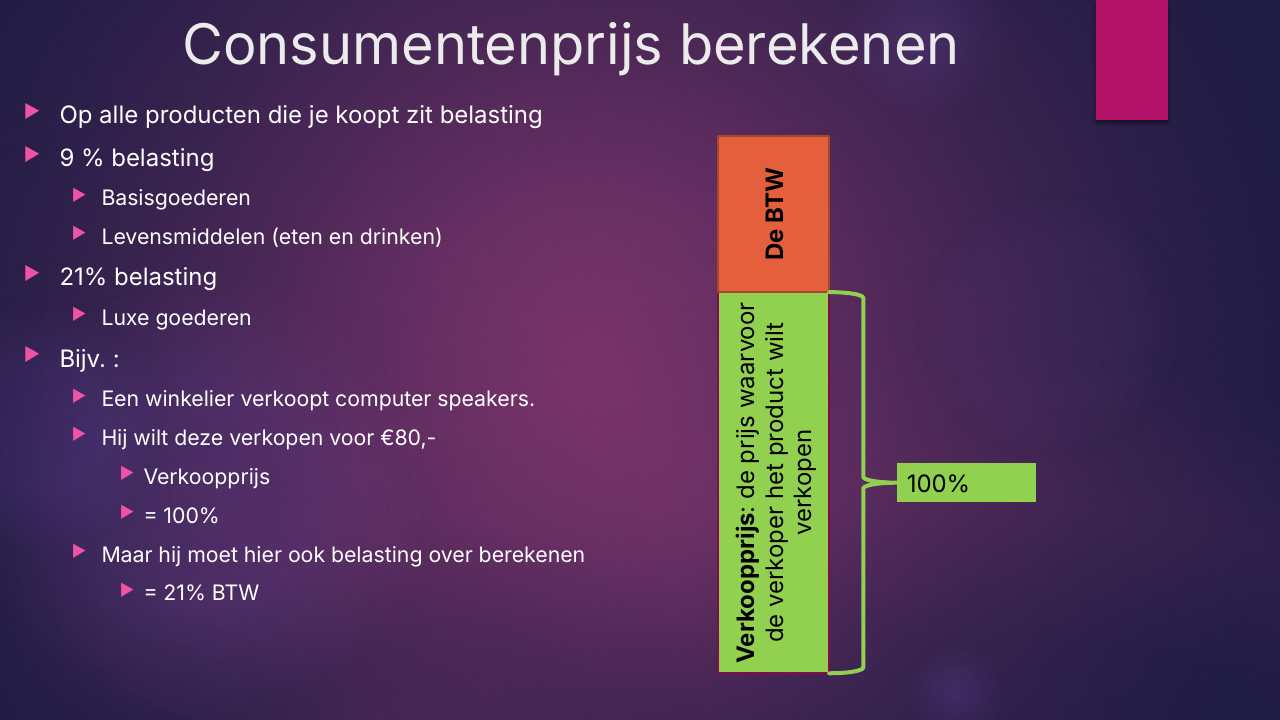 Consumentenprijs berekenen
Op alle producten die je koopt zit belasting
9 % belasting
Basisgoederen
Levensmiddelen (eten en drinken)
21% belasting
Luxe goederen
Bijv. :
Een winkelier verkoopt computer speakers.
Hij wilt deze verkopen voor €80,-
Verkoopprijs
= 100%
Maar hij moet hier ook belasting over berekenen
= 21% BTW
De BTW
Verkoopprijs: de prijs waarvoor
de verkoper het product wilt
verkopen
100%